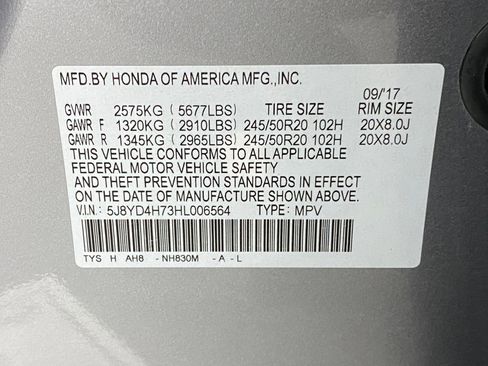 MFD.BY HONDA OF AMERICA MFG.,INC.
09/'17
GVWR 2575KG ( 5677LBS) TIRE SIZE RIM SIZE
GAWR F 1320KG ( 2910LBS) 245/50R20 102H 20X8.0J
GAWR R 1345KG ( 2965LBS) 245/50R20 102H 20X8.0J
THIS VEHICLE CONFORMS TO ALL APPLICABLE
FEDERAL MOTOR VEHICLE SAFETY
AND THEFT PREVENTION STANDARDS IN EFFECT
ON THE DATE OF MANUFACTURE SHOWN ABOVE.
V.I.N.: 5J8YD4H73HL006564 TYPE: MPV
TYS H AH8 - NH830M - A - L